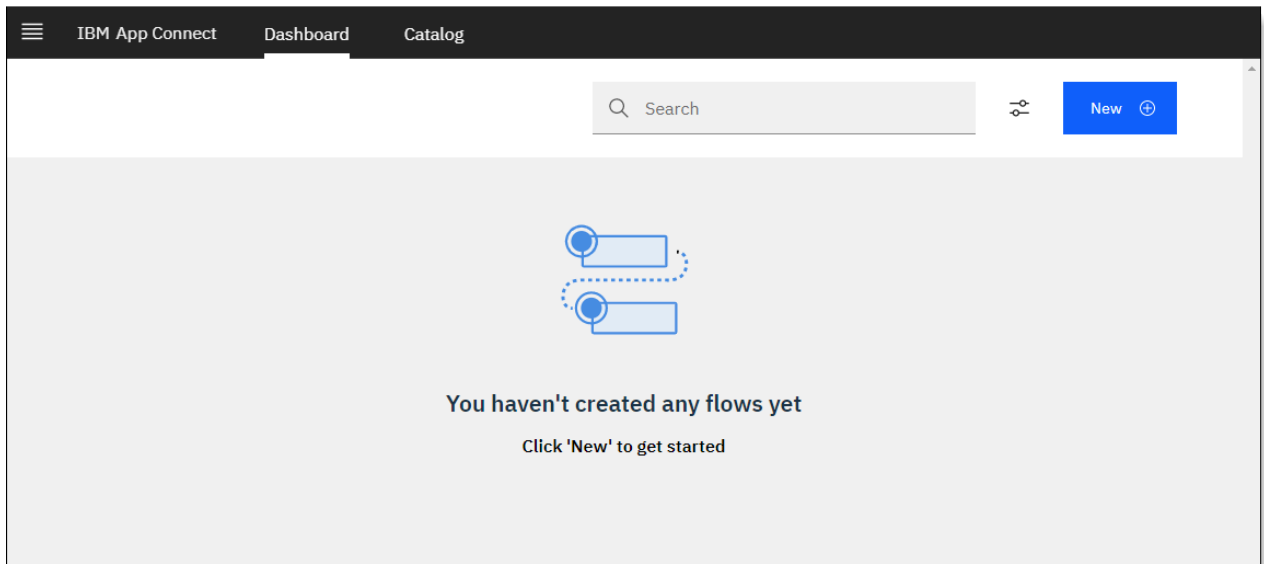 IBM App Connect Dashboard Catalog
Search
New
You haven't created any flows yet
Click 'New' to get started